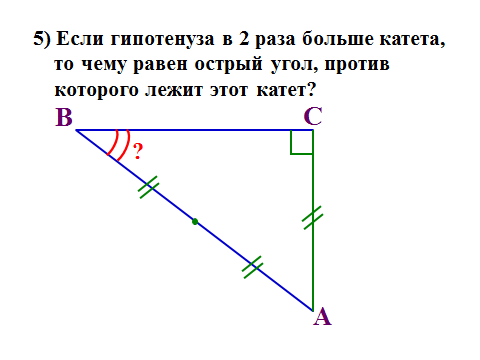 5) Если гипотенуза в 2 раза больше катета,
то чему равен острый угол, против
которого лежит этот катет?
B
C
?
A